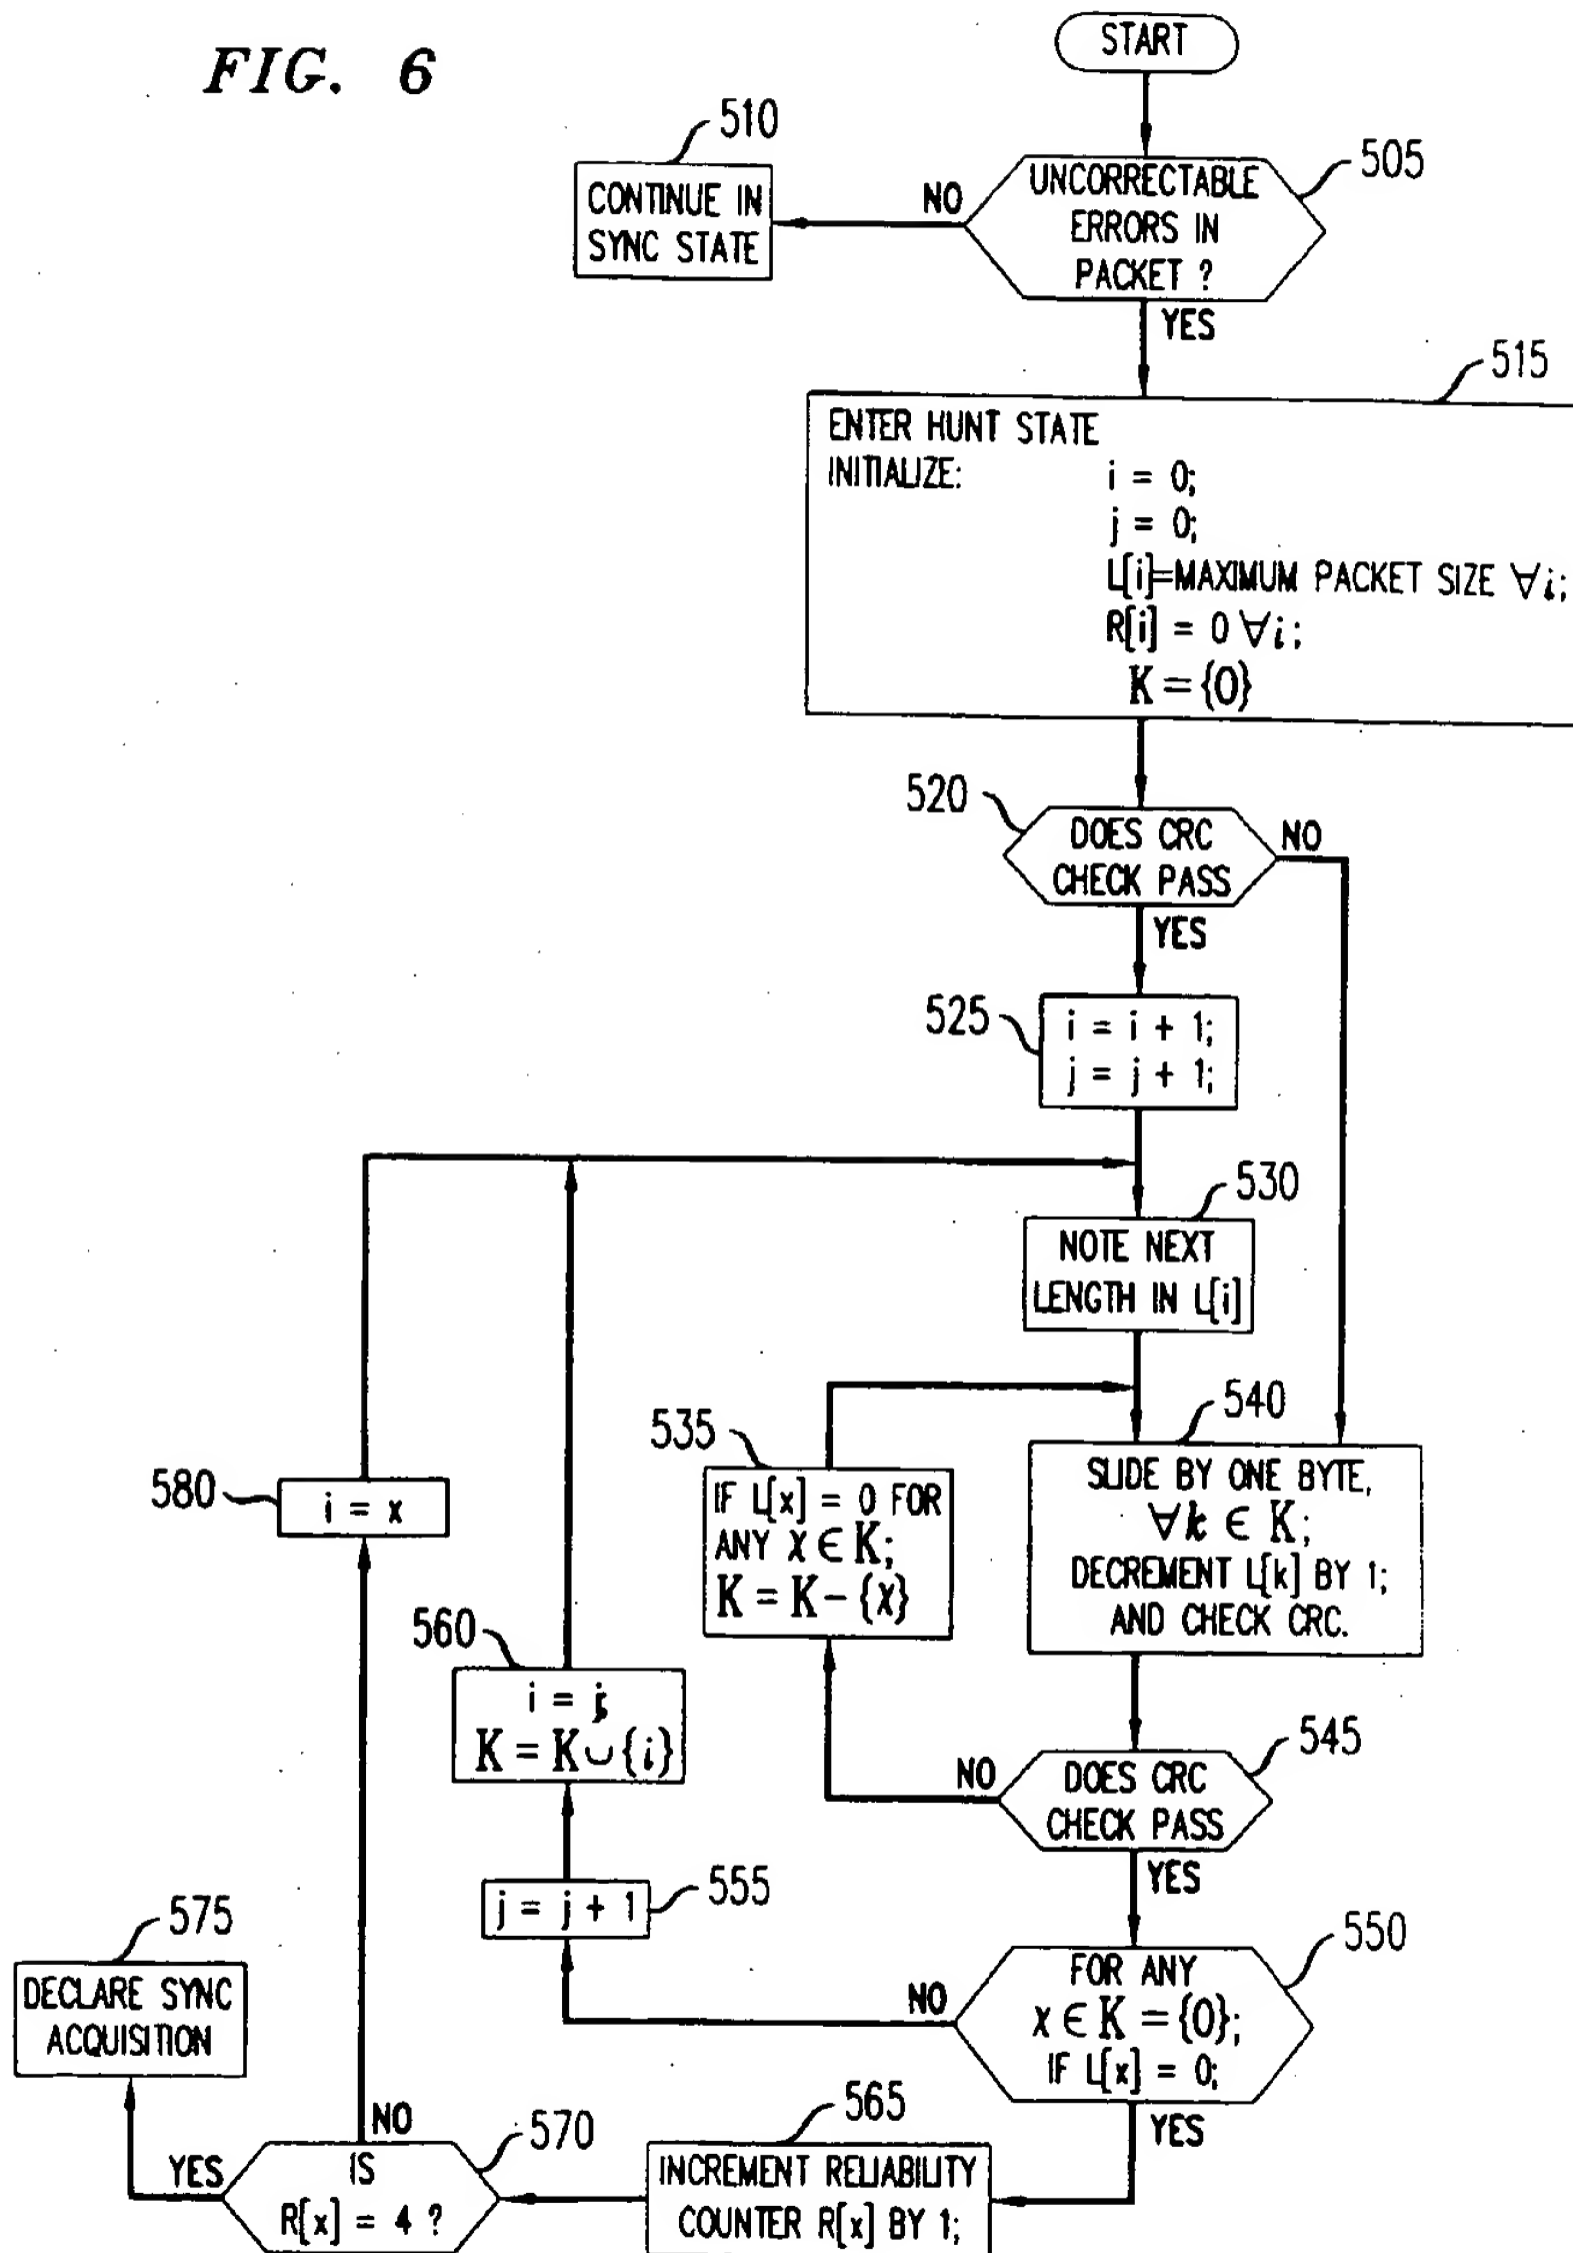 FIG. 6
START
510
505
CONTINUE IN
SYNC STATE
NO
UNCORRECTABLE
ERRORS IN
PACKET ?
YES
515
ENTER HUNT STATE
INITIALIZE:
i = 0;
j = 0;
L[i]=MAXIMUM PACKET SIZE ∀i;
R[i] = 0 ∀i;
K = {0}
520
DOES CRC
CHECK PASS
NO
YES
525
i = i + 1;
j = j + 1;
530
NOTE NEXT
LENGTH IN L[i]
535
IF L[x] = 0 FOR
ANY x ∈ K;
K = K – {x}
540
SLIDE BY ONE BYTE,
∀k ∈ K;
DECREMENT L[k] BY 1;
AND CHECK CRC.
580
i = x
560
i = j;
K = K ∪ {i}
545
NO
DOES CRC
CHECK PASS
YES
555
j = j + 1
550
NO
FOR ANY
x ∈ K = {0};
IF L[x] = 0;
YES
575
DECLARE SYNC
ACQUISITION
565
INCREMENT RELIABILITY
COUNTER R[x] BY 1;
570
NO
YES
IS
R[x] = 4 ?